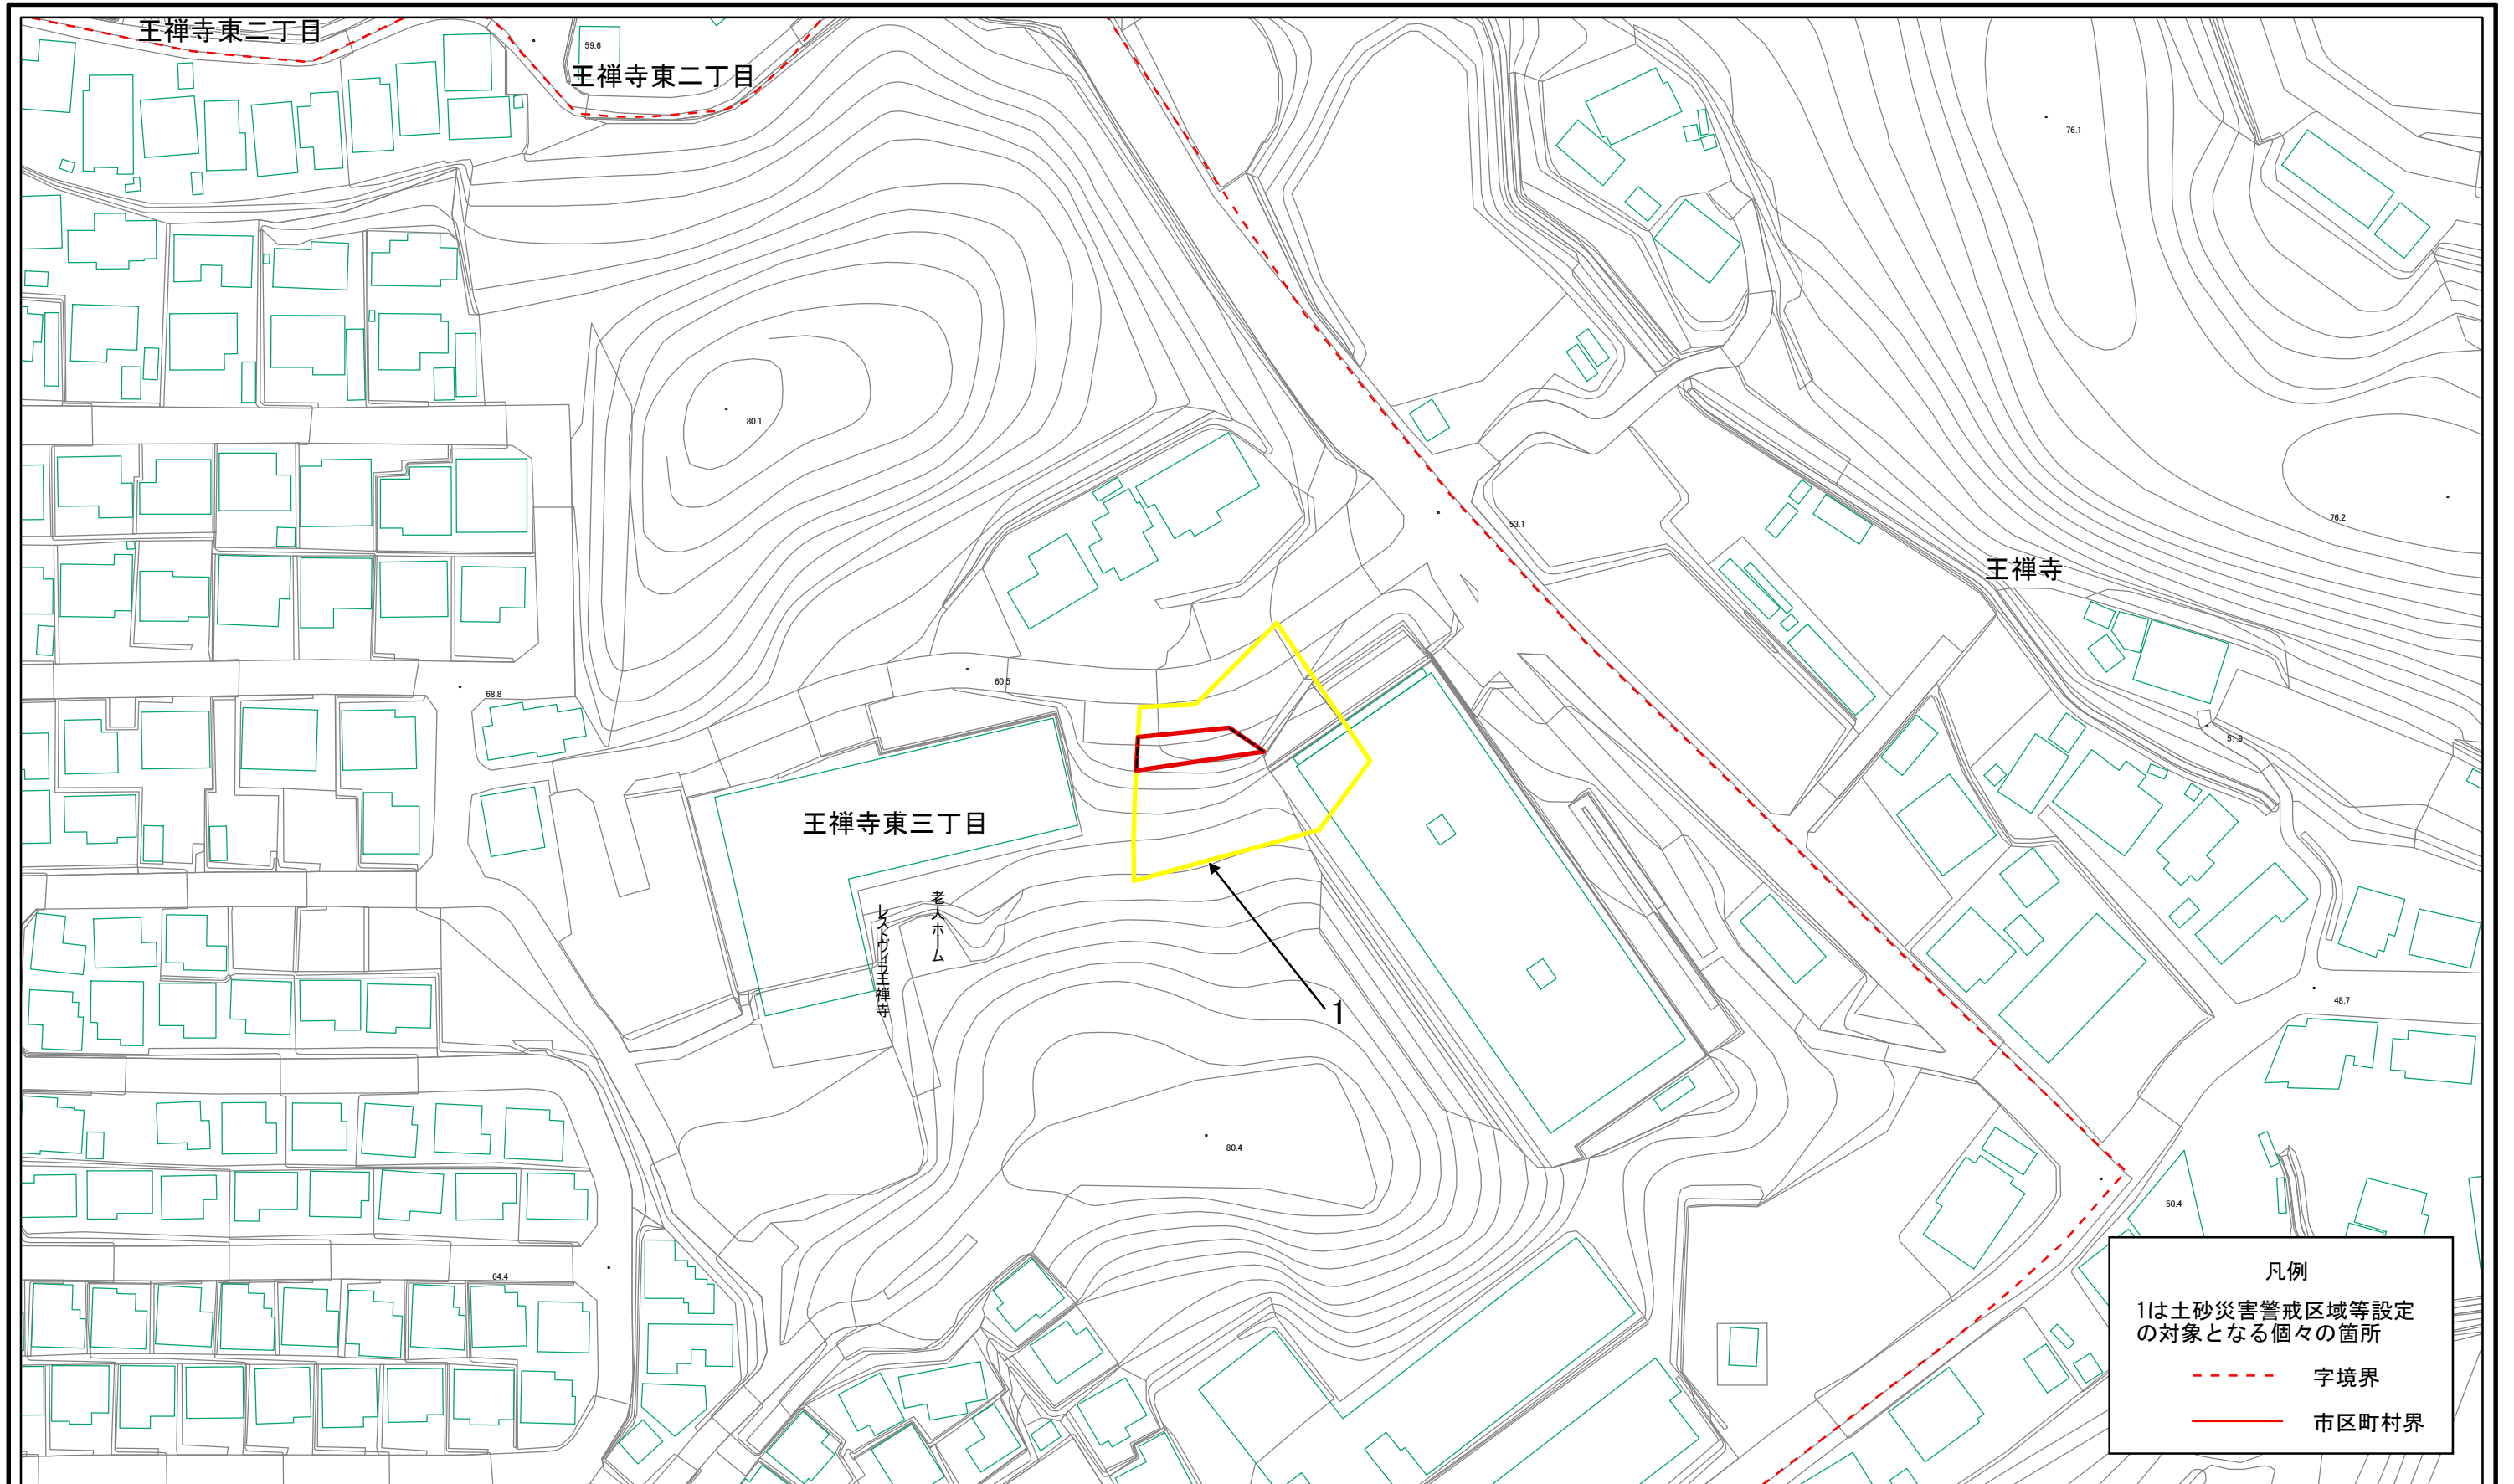 王禅寺東二丁目
59.6
王禅寺東二丁目
76.1
80.1
53.1
76.2
王禅寺
60.5
68.8
51.9
王禅寺東三丁目
老人ホーム
レストヴィラ王禅寺
1
48.7
80.4
50.4
64.4
凡例
1は土砂災害警戒区域等設定
の対象となる個々の箇所
字境界
市区町村界